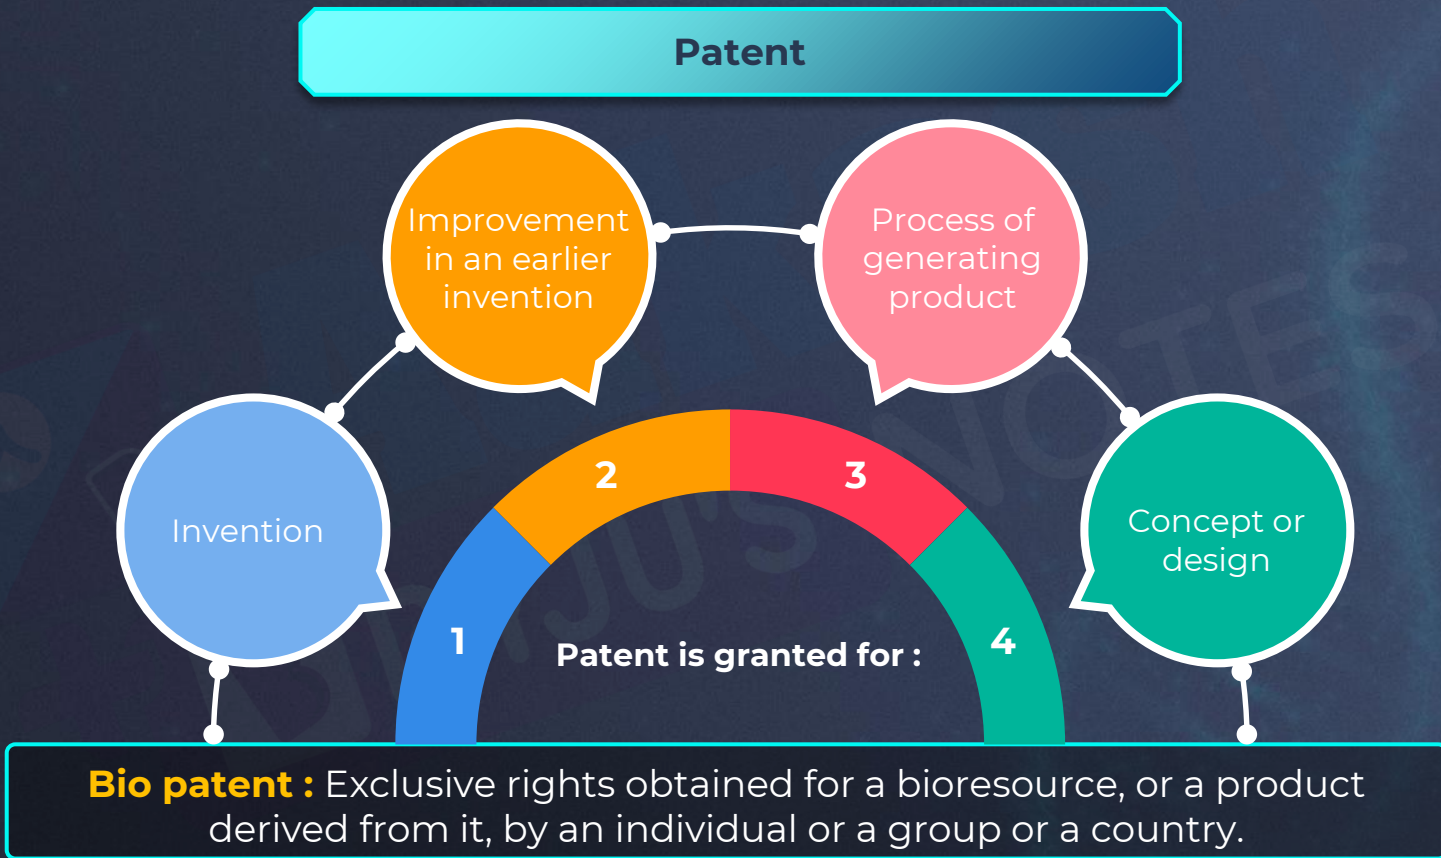 Patent
Improvement
in an earlier
invention
Process of
generating
product
Invention
Concept or
design
1
2
3
4
Patent is granted for :
BYJU'S NOTES
Bio patent : Exclusive rights obtained for a bioresource, or a product
derived from it, by an individual or a group or a country.